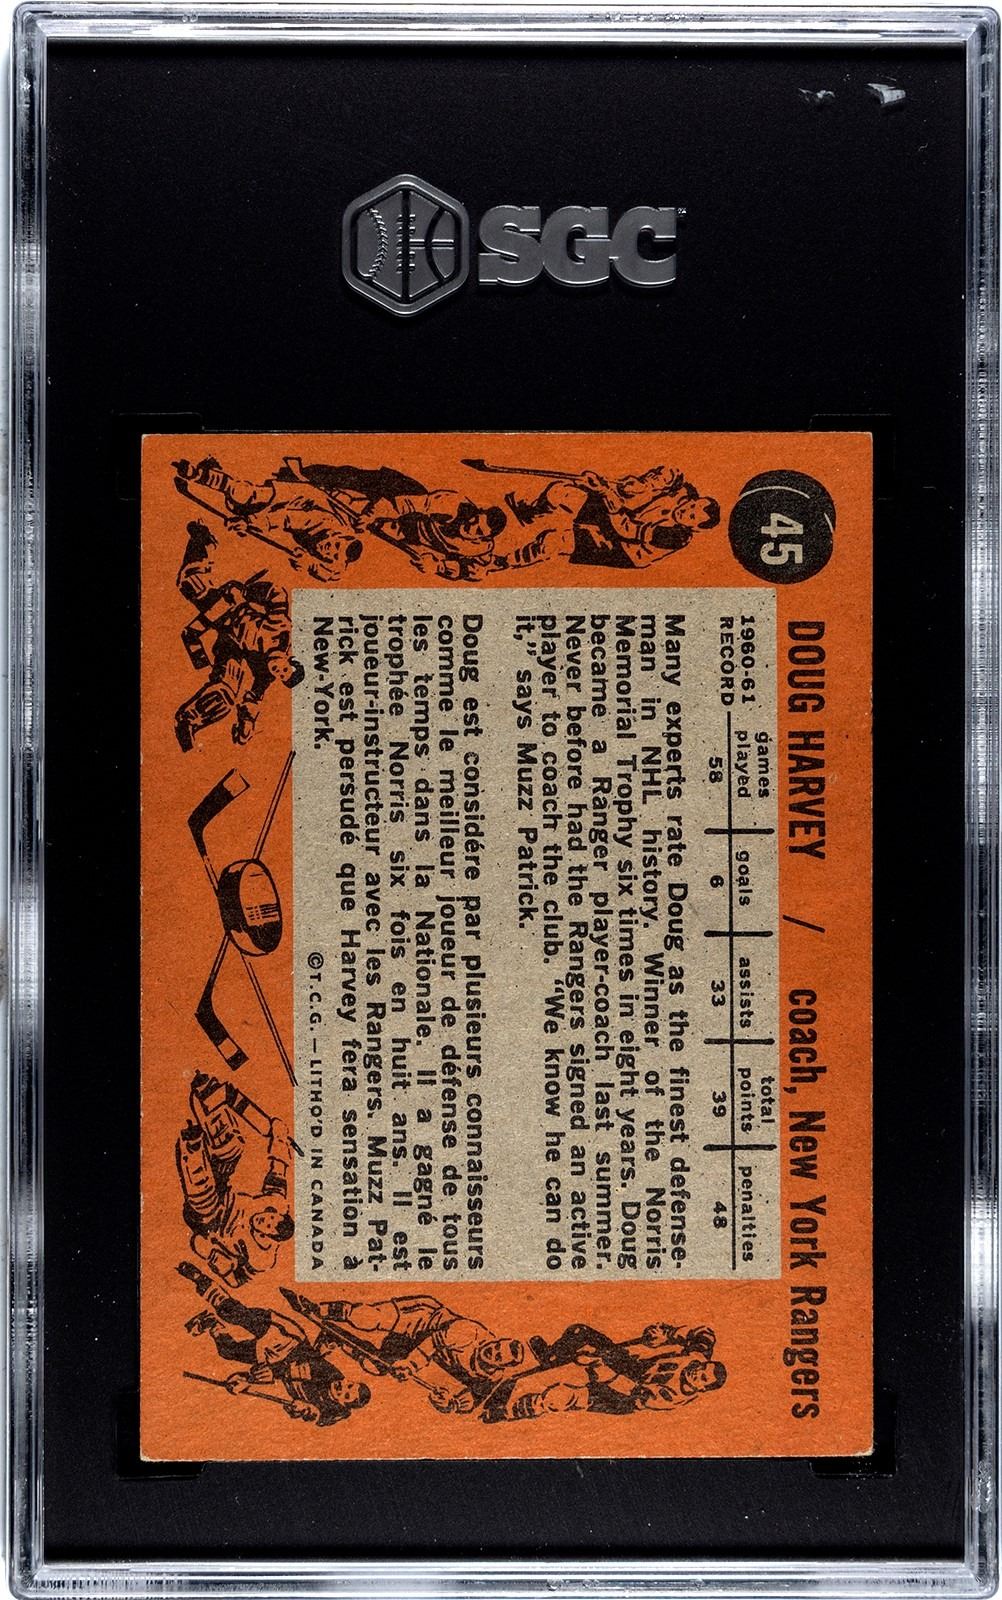 SGC
45
DOUG HARVEY / coach, New York Rangers
1960-61 games goals assists total penalties
RECORD played points
58 6 33 39 48
Many experts rate Doug as the finest defense-
man in NHL history. Winner of the Norris
Memorial Trophy six times in eight years. Doug
became a Ranger player-coach last summer.
Never before had the Rangers signed an active
player to coach the club. "We know he can do
it," says Muzz Patrick.
Doug est considére par plusieurs connaisseurs
comme le meilleur joueur de défense de tous
les temps dans la Nationale. Il a gagné le
trophée Norris six fois en huit ans. Il est
joueur-instructeur avec les Rangers. Muzz Pat-
rick est persudé que Harvey fera sensation à
New-York.
©T.C.G. — LITHO'D IN CANADA